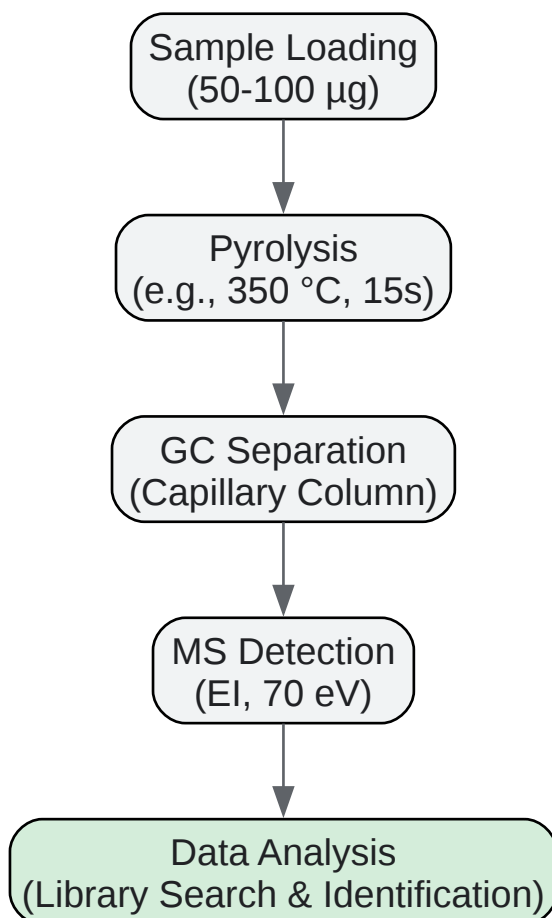 Sample Loading
(50-100 µg)
Pyrolysis
(e.g., 350 °C, 15s)
GC Separation
(Capillary Column)
MS Detection
(EI, 70 eV)
Data Analysis
(Library Search & Identification)